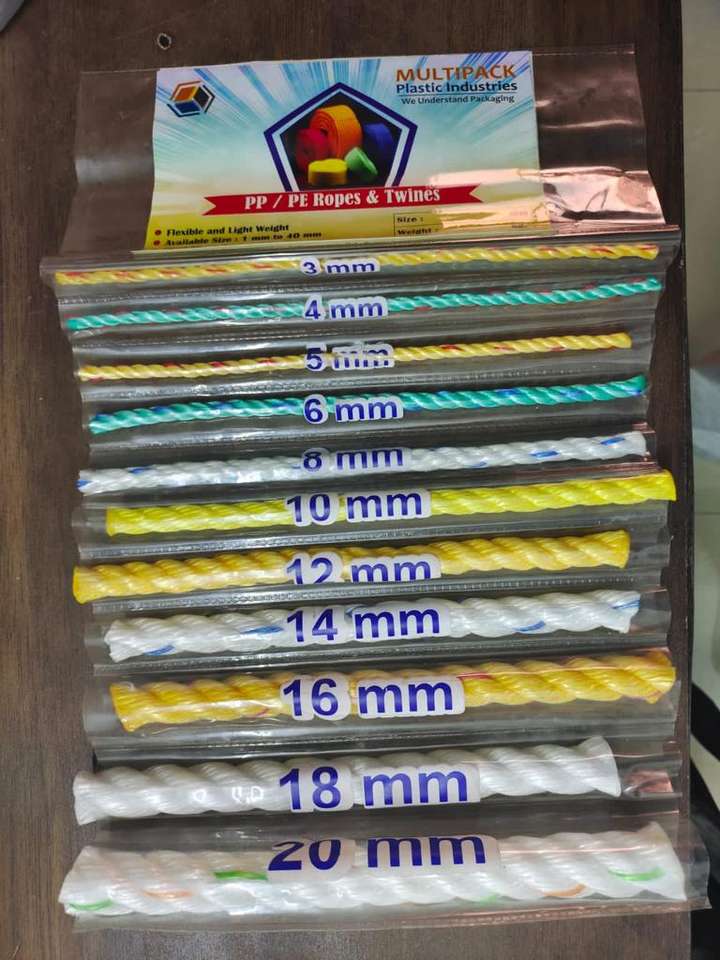 MULTIPACK
Plastic Industries
We Understand Packaging
PP / PE Ropes & Twines
• Flexible and Light Weight
• Available Size : 1 mm to 40 mm
Size :
Weight :
3 mm
4 mm
5 mm
6 mm
8 mm
10 mm
12 mm
14 mm
16 mm
18 mm
20 mm